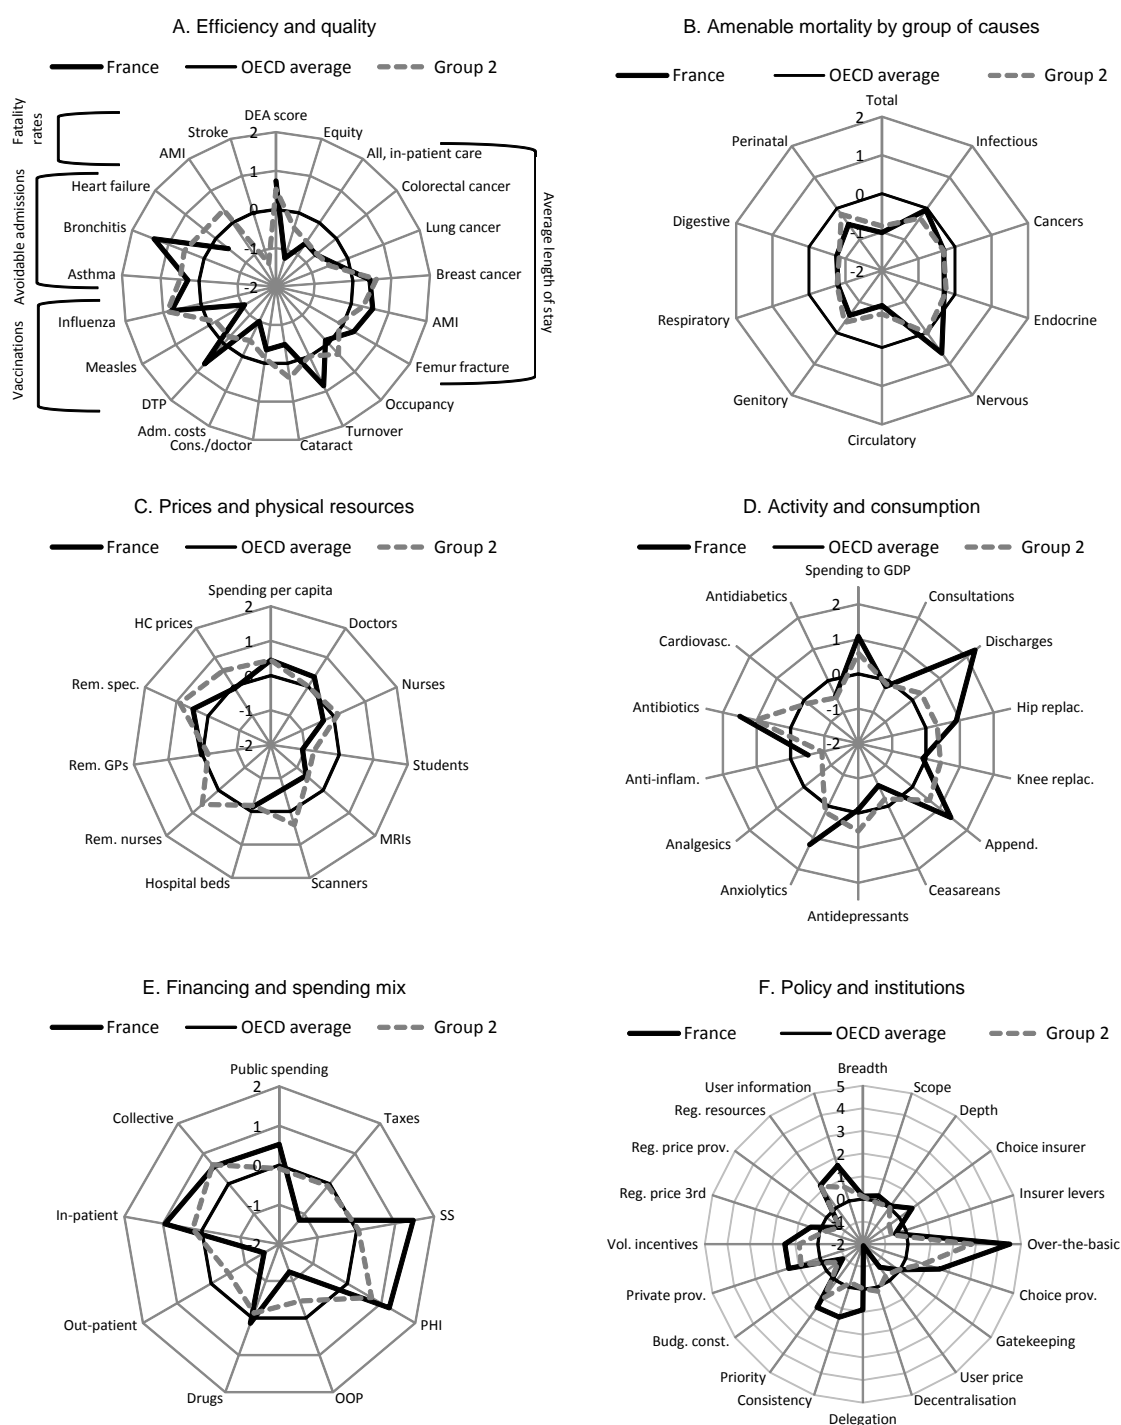 A. Efficiency and quality
France OECD average Group 2
Fatality
rates
Avoidable admissions
Vaccinations
Average length of stay
DEA score
Equity
All, in-patient care
Colorectal cancer
Lung cancer
Breast cancer
AMI
Femur fracture
Occupancy
Turnover
Cataract
Cons./doctor
Adm. costs
DTP
Measles
Influenza
Asthma
Bronchitis
Heart failure
AMI
Stroke
2
1
0
-1
-2
B. Amenable mortality by group of causes
France OECD average Group 2
Total
Infectious
Cancers
Endocrine
Nervous
Circulatory
Genitory
Respiratory
Digestive
Perinatal
2
1
0
-1
-2
C. Prices and physical resources
France OECD average Group 2
Spending per capita
Doctors
Nurses
Students
MRIs
Scanners
Hospital beds
Rem. nurses
Rem. GPs
Rem. spec.
HC prices
2
1
0
-1
-2
D. Activity and consumption
France OECD average Group 2
Spending to GDP
Consultations
Discharges
Hip replac.
Knee replac.
Append.
Ceasareans
Antidepressants
Anxiolytics
Analgesics
Anti-inflam.
Antibiotics
Cardiovasc.
Antidiabetics
2
1
0
-1
-2
E. Financing and spending mix
France OECD average Group 2
Public spending
Taxes
SS
PHI
OOP
Drugs
Out-patient
In-patient
Collective
2
1
0
-1
-2
F. Policy and institutions
France OECD average Group 2
Breadth
Scope
Depth
Choice insurer
Insurer levers
Over-the-basic
Choice prov.
Gatekeeping
User price
Decentralisation
Delegation
Consistency
Priority
Budg. const.
Private prov.
Vol. incentives
Reg. price 3rd
Reg. price prov.
Reg. resources
User information
5
4
3
2
1
0
-1
-2